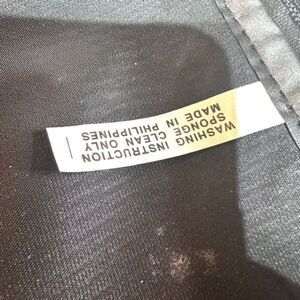 WASHING INSTRUCTION
SPONGE CLEAN ONLY
MADE IN PHILIPPINES